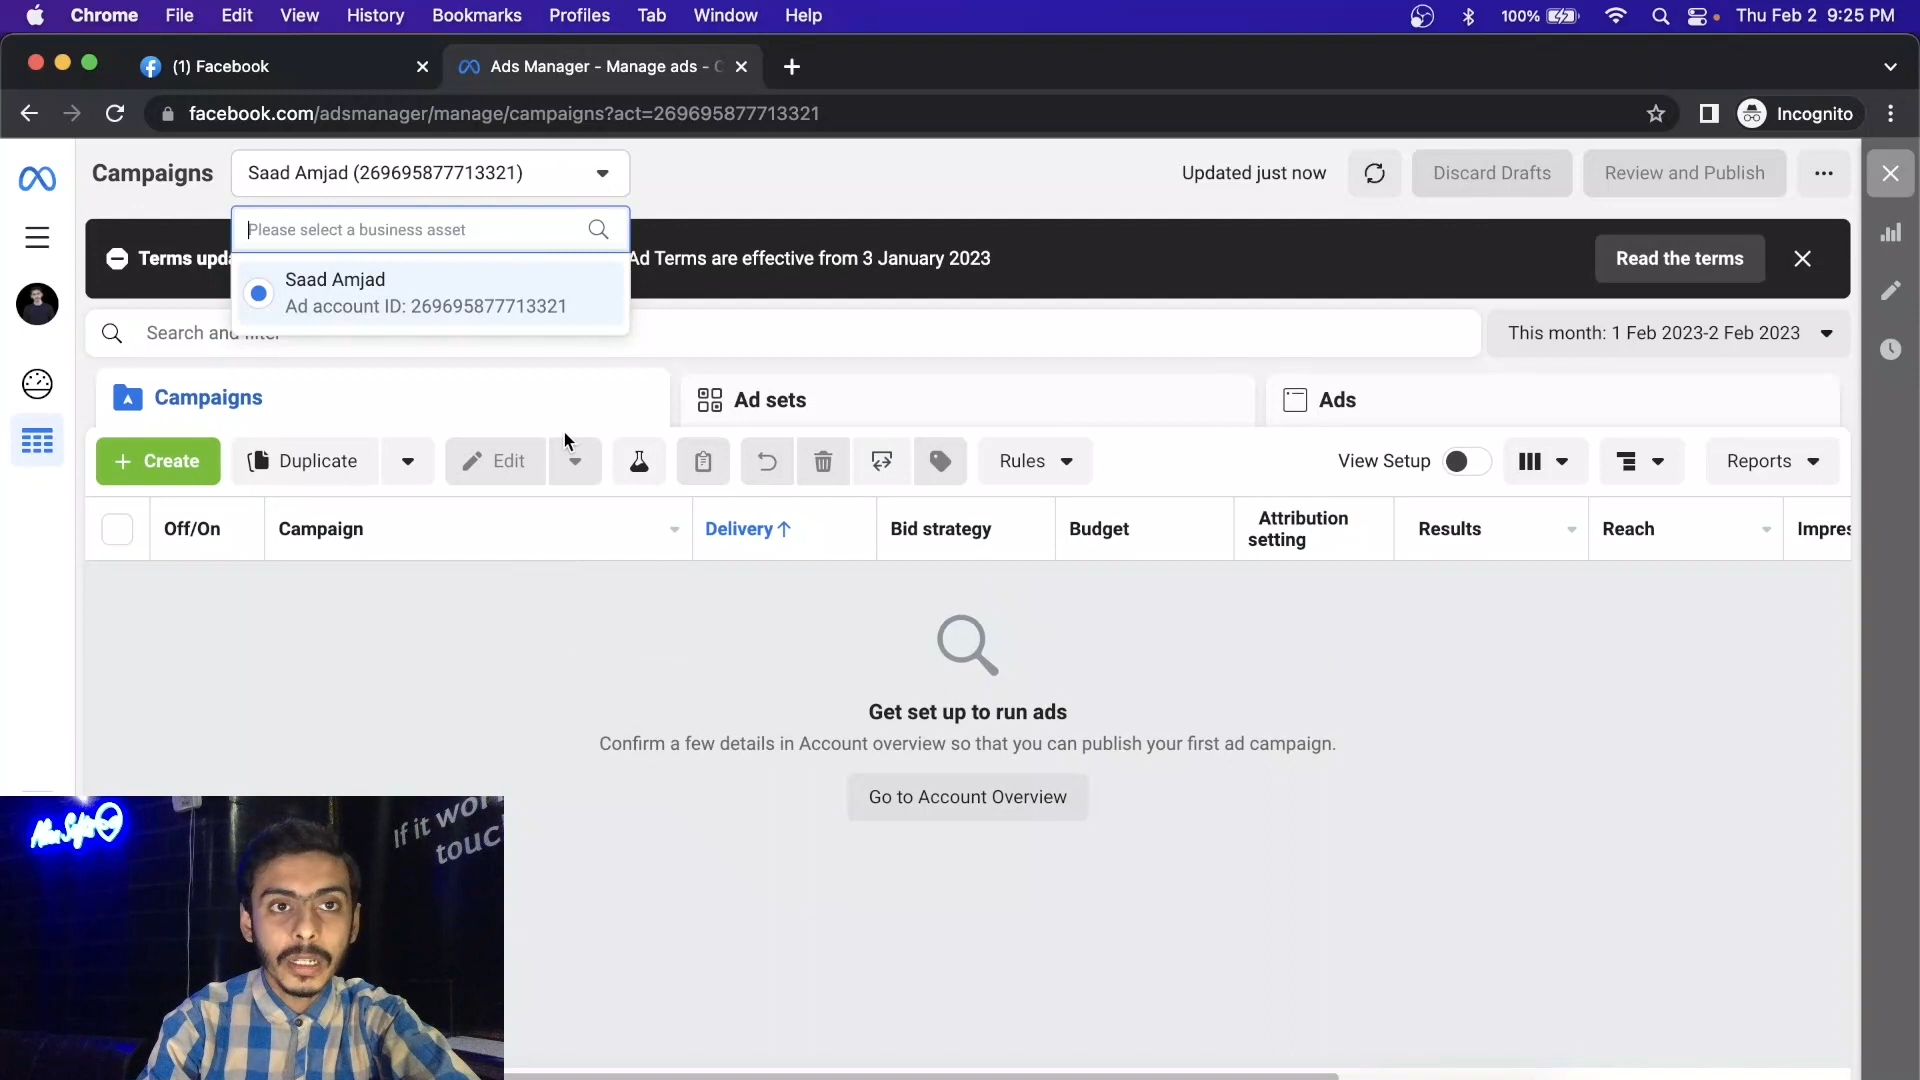 Chrome File Edit View History Bookmarks Profiles Tab Window Help 100% Thu Feb 2 9:25 PM
(1) Facebook Ads Manager - Manage ads -
facebook.com/adsmanager/manage/campaigns?act=269695877713321 Incognito
Campaigns Saad Amjad (269695877713321) Updated just now Discard Drafts Review and Publish
Please select a business asset
Terms upda Ad Terms are effective from 3 January 2023 Read the terms
Saad Amjad
Ad account ID: 269695877713321
Search and filter This month: 1 Feb 2023-2 Feb 2023
Campaigns Ad sets Ads
+ Create Duplicate Edit Rules View Setup Reports
Off/On Campaign Delivery ↑ Bid strategy Budget Attribution setting Results Reach Impres
Get set up to run ads
Confirm a few details in Account overview so that you can publish your first ad campaign.
Go to Account Overview
If it wor
touc